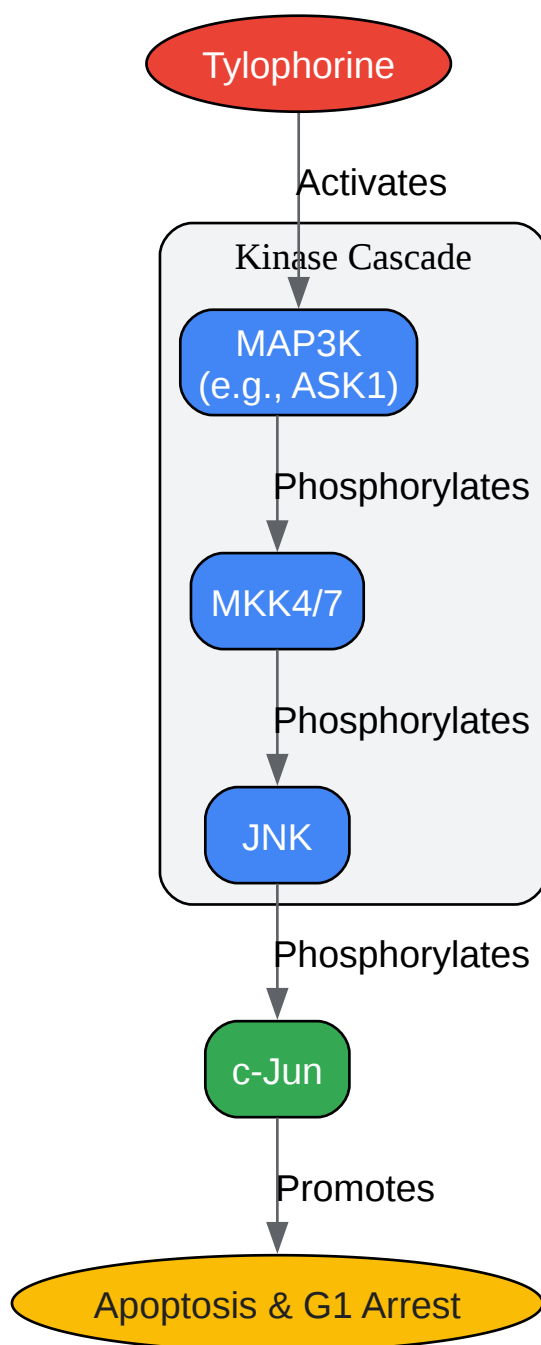 Tylophorine
Activates
Kinase Cascade
MAP3K
(e.g., ASK1)
Phosphorylates
MKK4/7
Phosphorylates
JNK
Phosphorylates
c-Jun
Promotes
Apoptosis & G1 Arrest